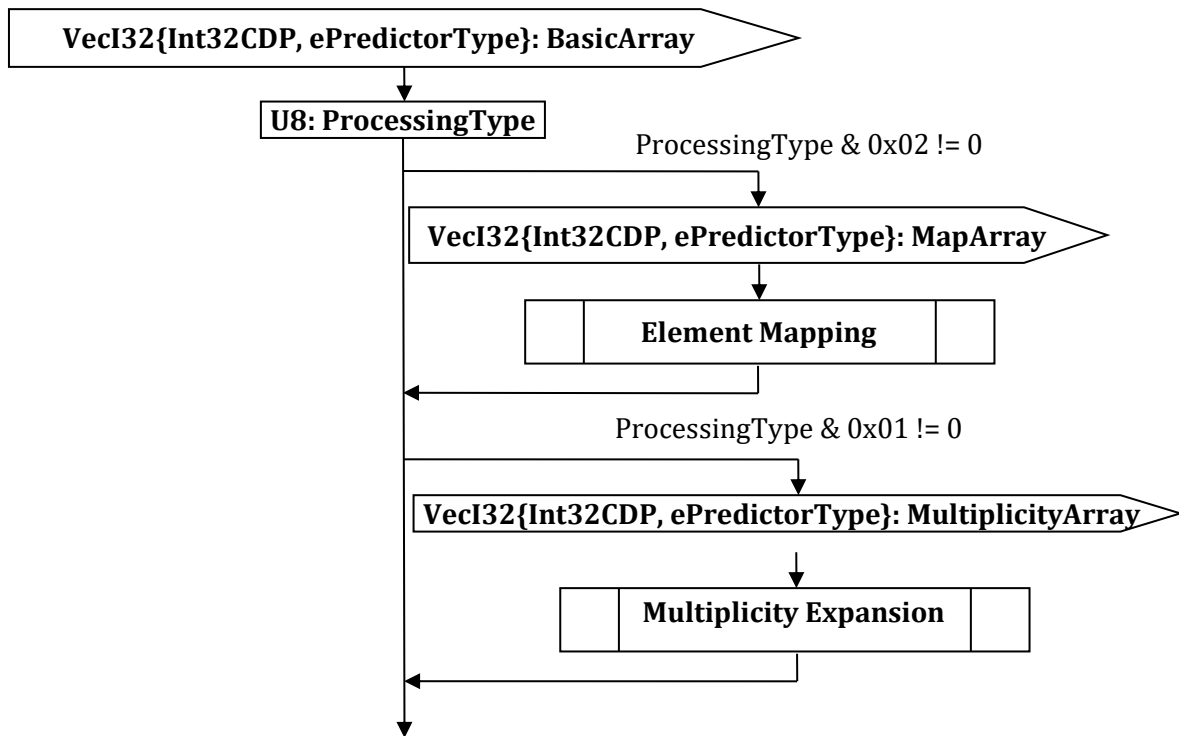 VecI32{Int32CDP, ePredictorType}: BasicArray
U8: ProcessingType
ProcessingType & 0x02 != 0
VecI32{Int32CDP, ePredictorType}: MapArray
Element Mapping
ProcessingType & 0x01 != 0
VecI32{Int32CDP, ePredictorType}: MultiplicityArray
Multiplicity Expansion